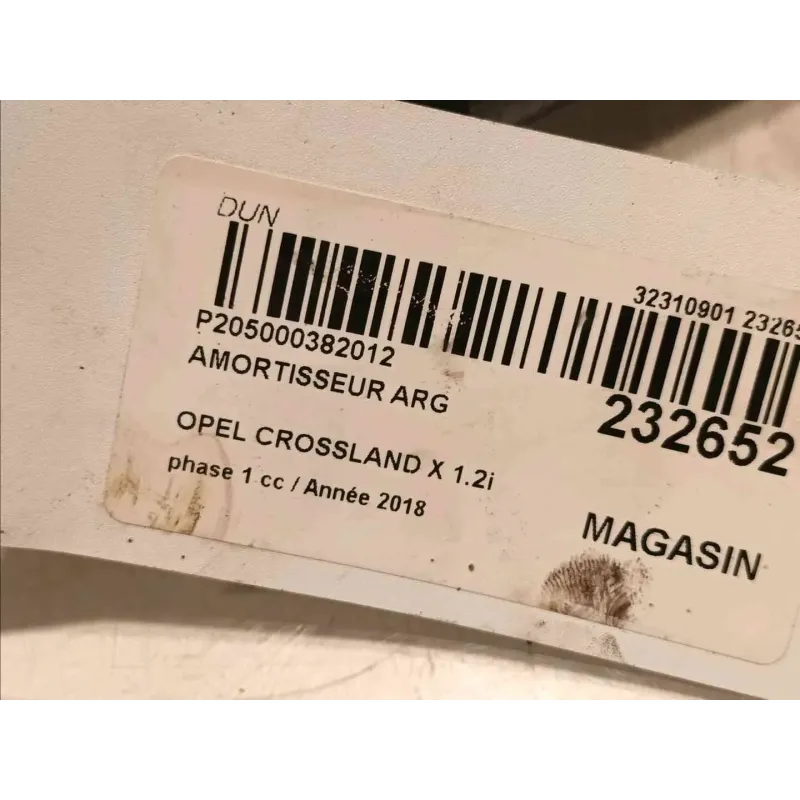 DUN
32310901 23265
P205000382012
AMORTISSEUR ARG
232652
OPEL CROSSLAND X 1.2i
phase 1 cc / Année 2018
MAGASIN